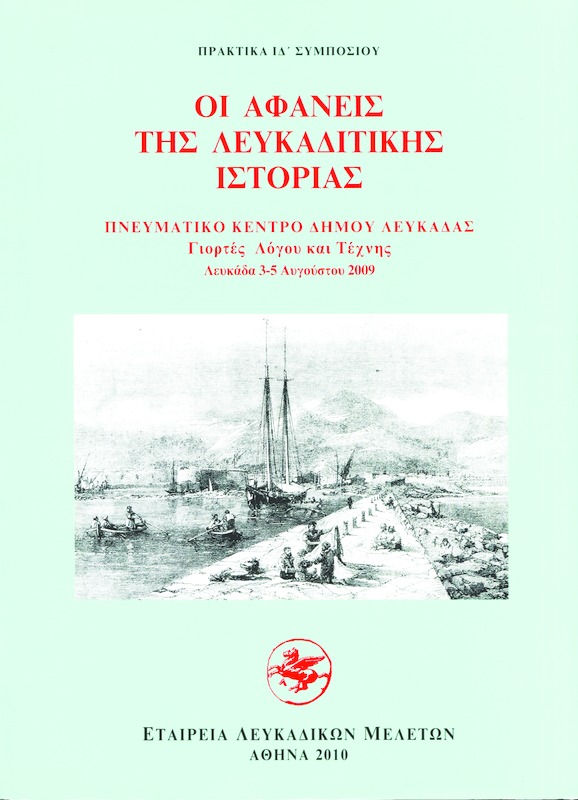 ΠΡΑΚΤΙΚΑ ΙΔ' ΣΥΜΠΟΣΙΟΥ
ΟΙ ΑΦΑΝΕΙΣ
ΤΗΣ ΛΕΥΚΑΔΙΤΙΚΗΣ
ΙΣΤΟΡΙΑΣ
ΠΝΕΥΜΑΤΙΚΟ ΚΕΝΤΡΟ ΔΗΜΟΥ ΛΕΥΚΑΔΑΣ
Γιορτές Λόγου και Τέχνης
Λευκάδα 3-5 Αυγούστου 2009
ΕΤΑΙΡΕΙΑ ΛΕΥΚΑΔΙΚΩΝ ΜΕΛΕΤΩΝ
ΑΘΗΝΑ 2010